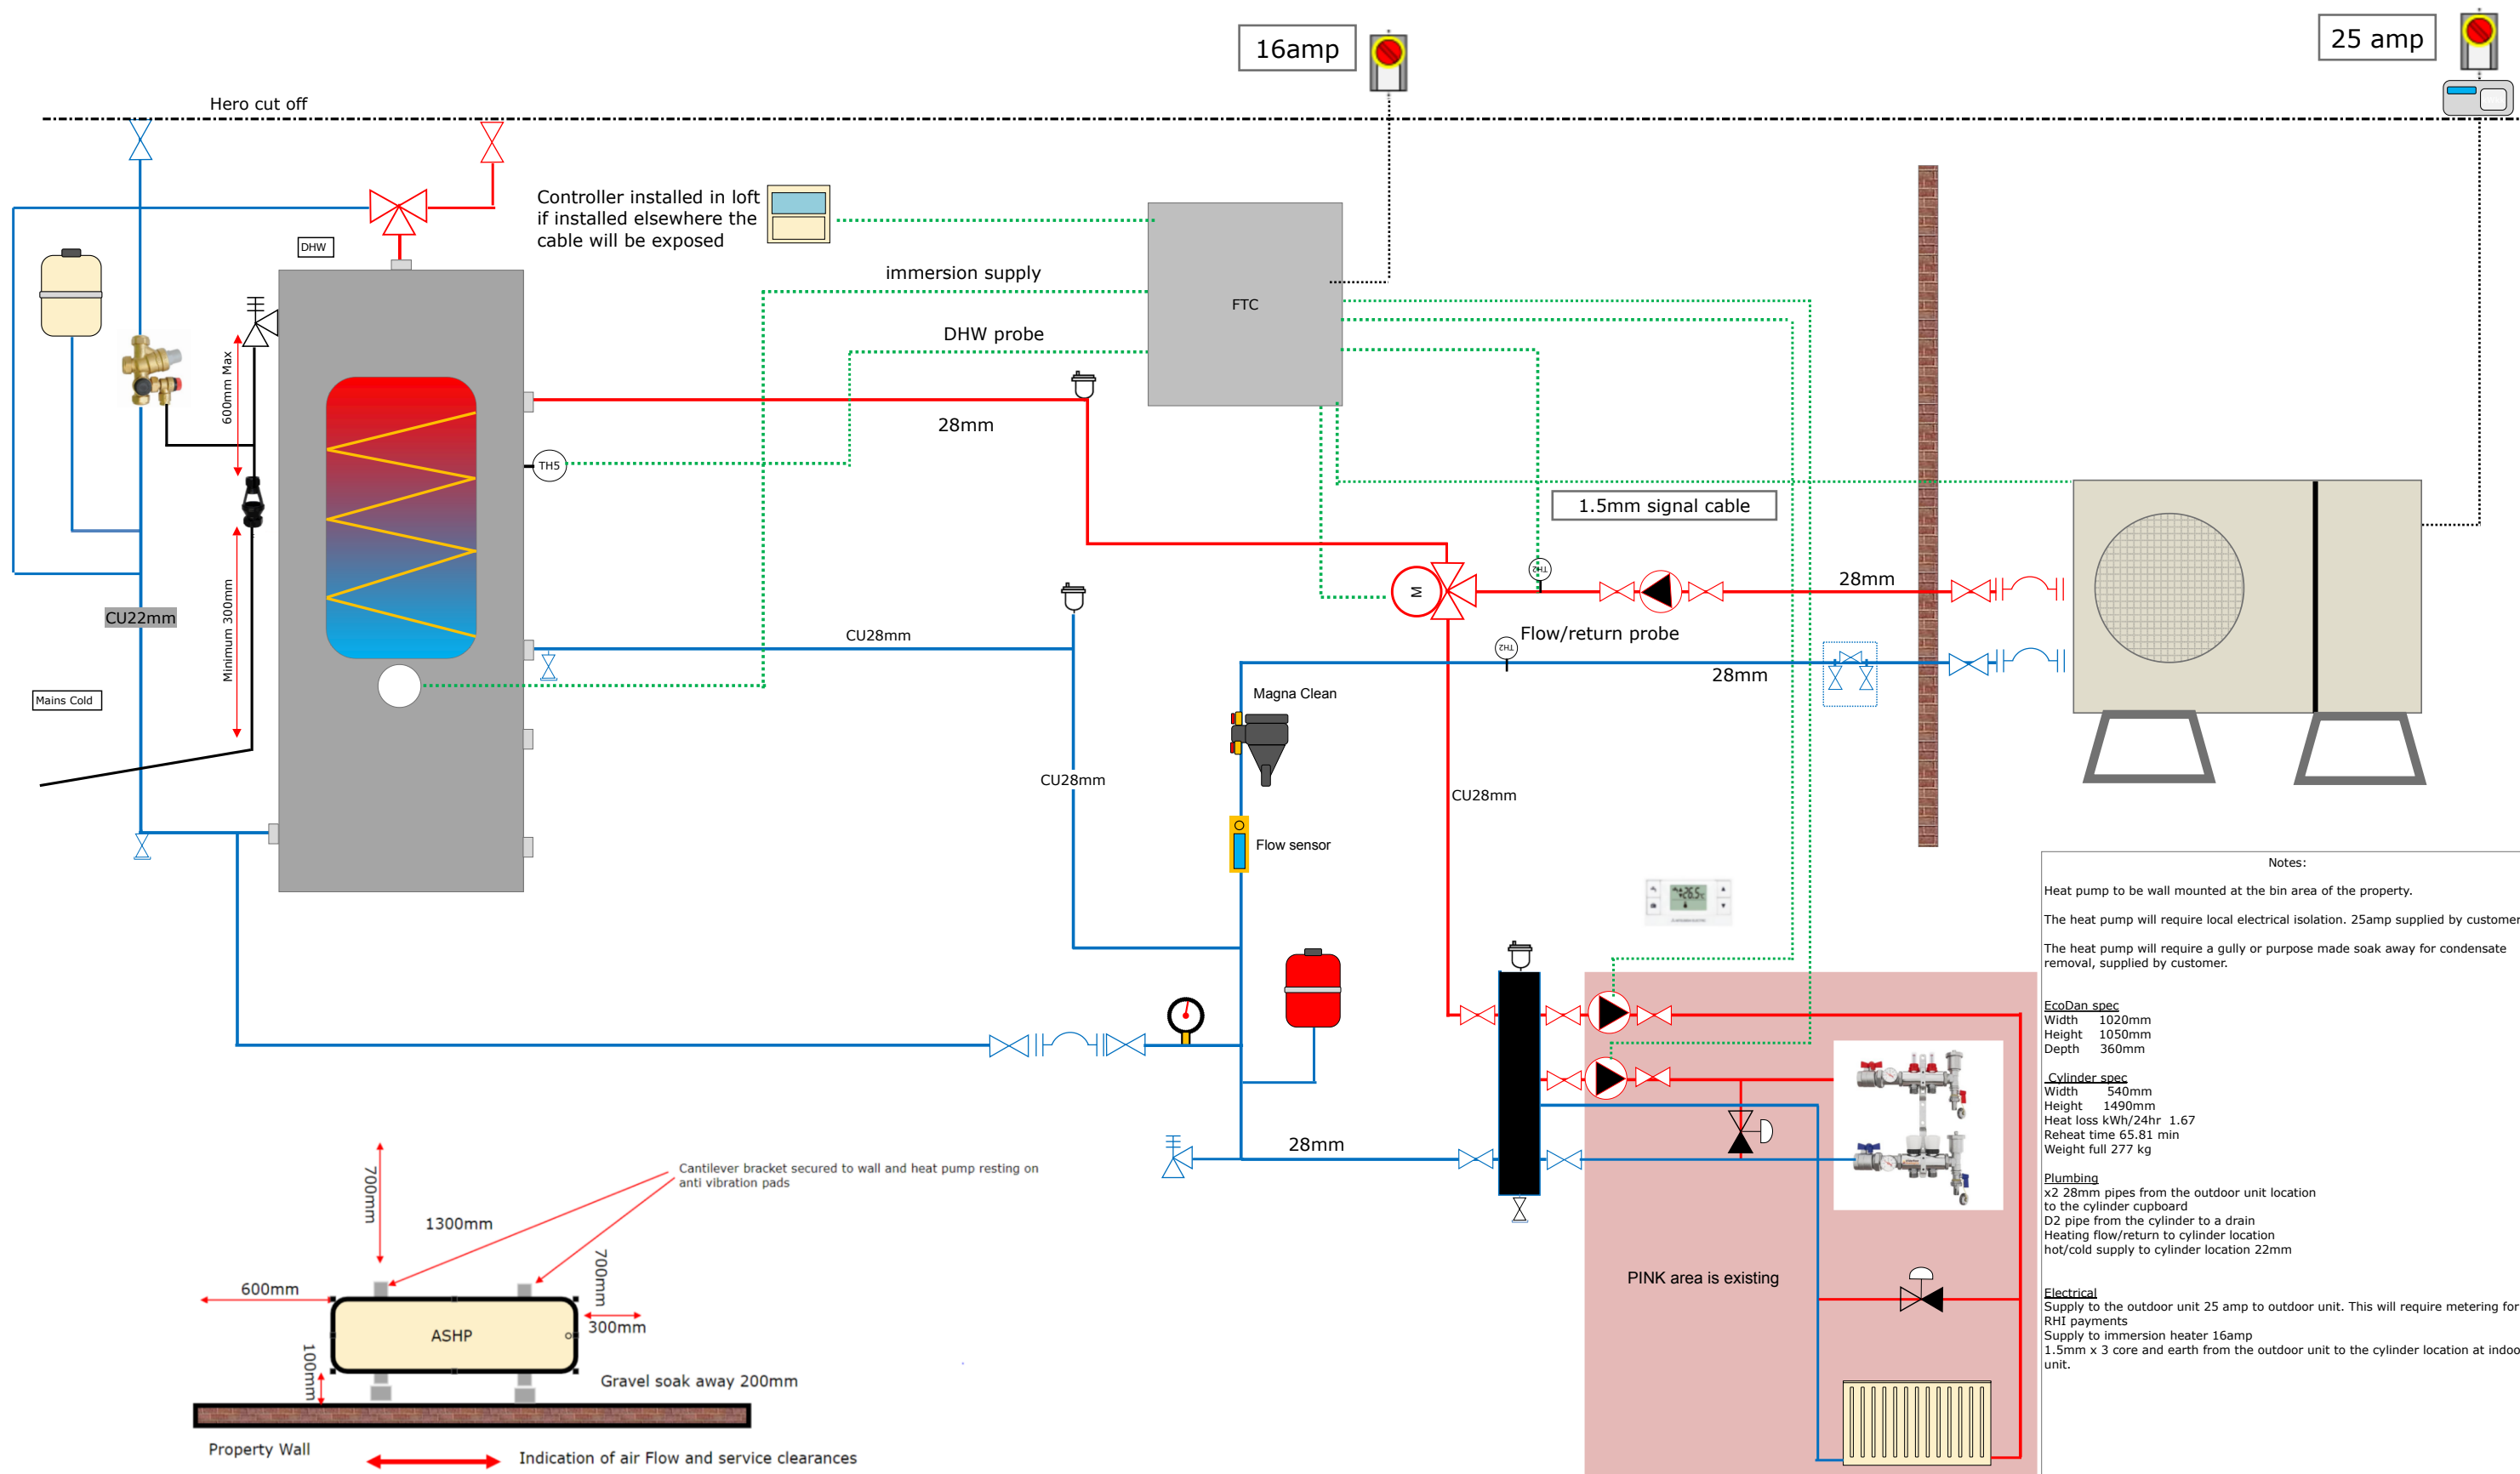 16amp
25 amp
Hero cut off
Controller installed in loft
if installed elsewhere the
cable will be exposed
DHW
immersion supply
FTC
DHW probe
600mm Max
28mm
TH5
1.5mm signal cable
TH2
28mm
M
CU22mm
Minimum 300mm
CU28mm
Flow/return probe
TH2
28mm
Mains Cold
Magna Clean
CU28mm
CU28mm
Flow sensor
28mm
PINK area is existing
Notes:
Heat pump to be wall mounted at the bin area of the property.
The heat pump will require local electrical isolation. 25amp supplied by customer
The heat pump will require a gully or purpose made soak away for condensate
removal, supplied by customer.
EcoDan spec
Width 1020mm
Height 1050mm
Depth 360mm
Cylinder spec
Width 540mm
Height 1490mm
Heat loss kWh/24hr 1.67
Reheat time 65.81 min
Weight full 277 kg
Plumbing
x2 28mm pipes from the outdoor unit location
to the cylinder cupboard
D2 pipe from the cylinder to a drain
Heating flow/return to cylinder location
hot/cold supply to cylinder location 22mm
Electrical
Supply to the outdoor unit 25 amp to outdoor unit. This will require metering for
RHI payments
Supply to immersion heater 16amp
1.5mm x 3 core and earth from the outdoor unit to the cylinder location at indoo
unit.
Cantilever bracket secured to wall and heat pump resting on
anti vibration pads
700mm
1300mm
700mm
600mm
300mm
ASHP
100mm
Gravel soak away 200mm
Property Wall
Indication of air Flow and service clearances